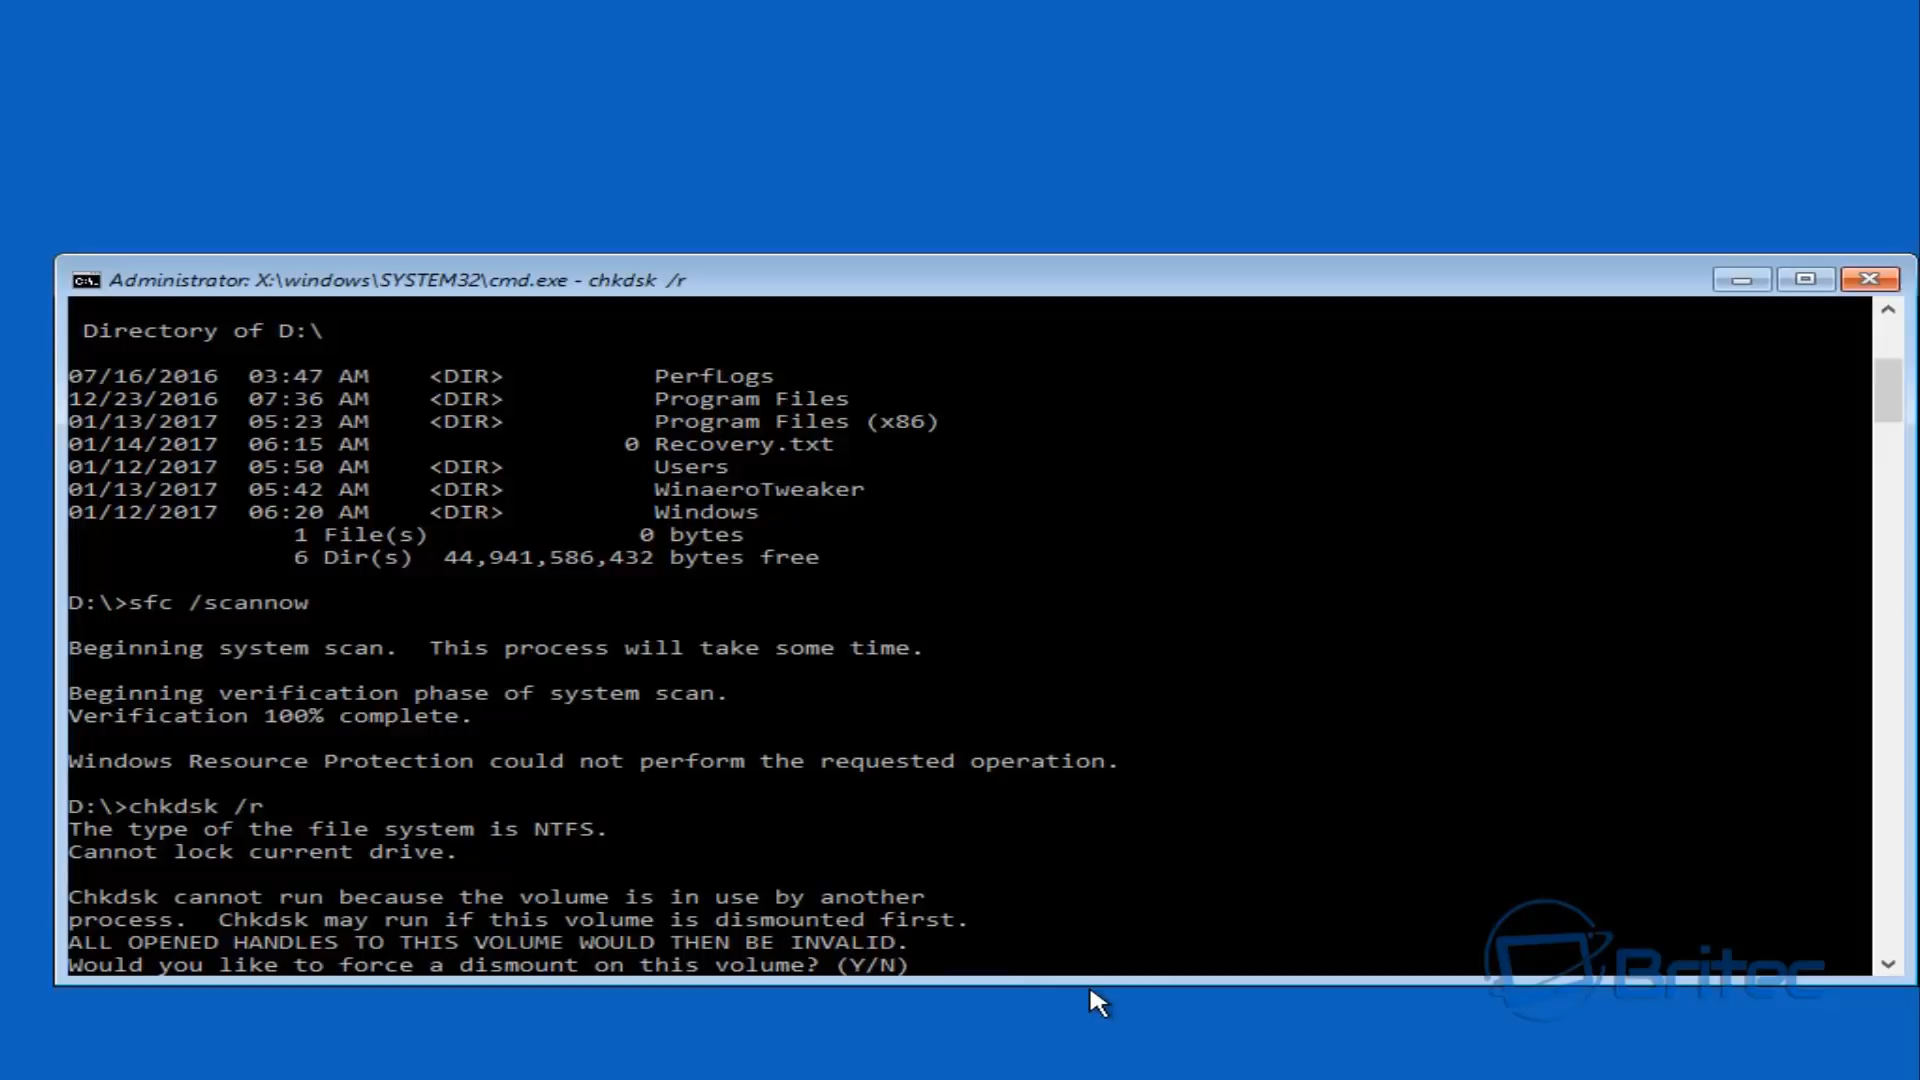 Administrator: X:\windows\SYSTEM32\cmd.exe - chkdsk /r
Directory of D:\
07/16/2016 03:47 AM <DIR> PerfLogs
12/23/2016 07:36 AM <DIR> Program Files
01/13/2017 05:23 AM <DIR> Program Files (x86)
01/14/2017 06:15 AM 0 Recovery.txt
01/12/2017 05:50 AM <DIR> Users
01/13/2017 05:42 AM <DIR> WinaeroTweaker
01/12/2017 06:20 AM <DIR> Windows
1 File(s) 0 bytes
6 Dir(s) 44,941,586,432 bytes free
D:\>sfc /scannow
Beginning system scan. This process will take some time.
Beginning verification phase of system scan.
Verification 100% complete.
Windows Resource Protection could not perform the requested operation.
D:\>chkdsk /r
The type of the file system is NTFS.
Cannot lock current drive.
Chkdsk cannot run because the volume is in use by another
process. Chkdsk may run if this volume is dismounted first.
ALL OPENED HANDLES TO THIS VOLUME WOULD THEN BE INVALID.
Would you like to force a dismount on this volume? (Y/N)
Britec